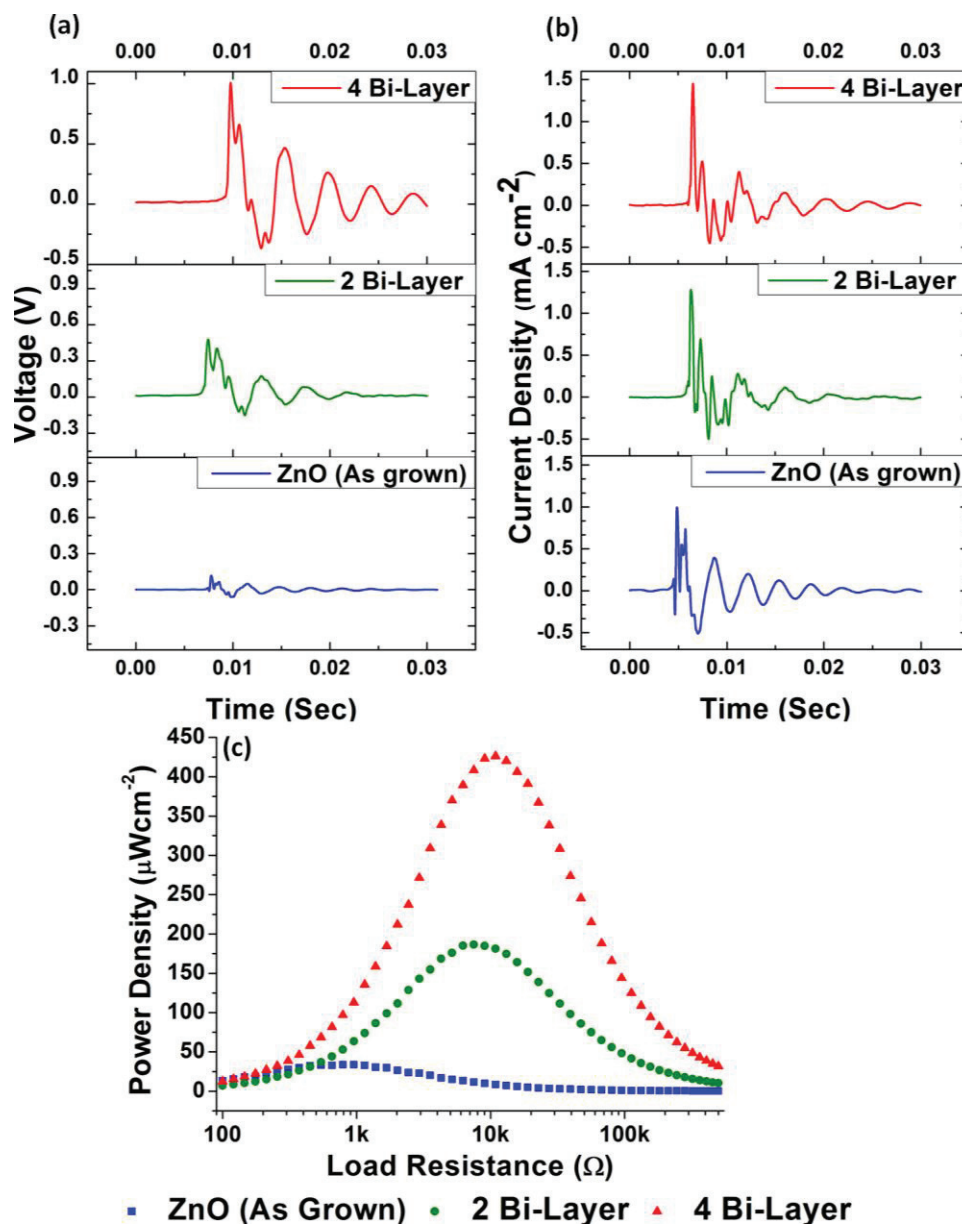 (a)
0.00 0.01 0.02 0.03
1.0
0.5
0.0
-0.5
4 Bi-Layer
0.9
0.6
0.3
0.0
-0.3
2 Bi-Layer
0.9
0.6
0.3
0.0
-0.3
ZnO (As grown)
Voltage (V)
0.00 0.01 0.02 0.03
Time (Sec)
(b)
0.00 0.01 0.02 0.03
1.5
1.0
0.5
0.0
-0.5
4 Bi-Layer
1.5
1.0
0.5
0.0
-0.5
2 Bi-Layer
1.5
1.0
0.5
0.0
-0.5
ZnO (As grown)
Current Density (mA cm-2)
0.00 0.01 0.02 0.03
Time (Sec)
(c)
450
400
350
300
250
200
150
100
50
0
Power Density (μWcm-2)
100 1k 10k 100k
Load Resistance (Ω)
ZnO (As Grown) 2 Bi-Layer 4 Bi-Layer